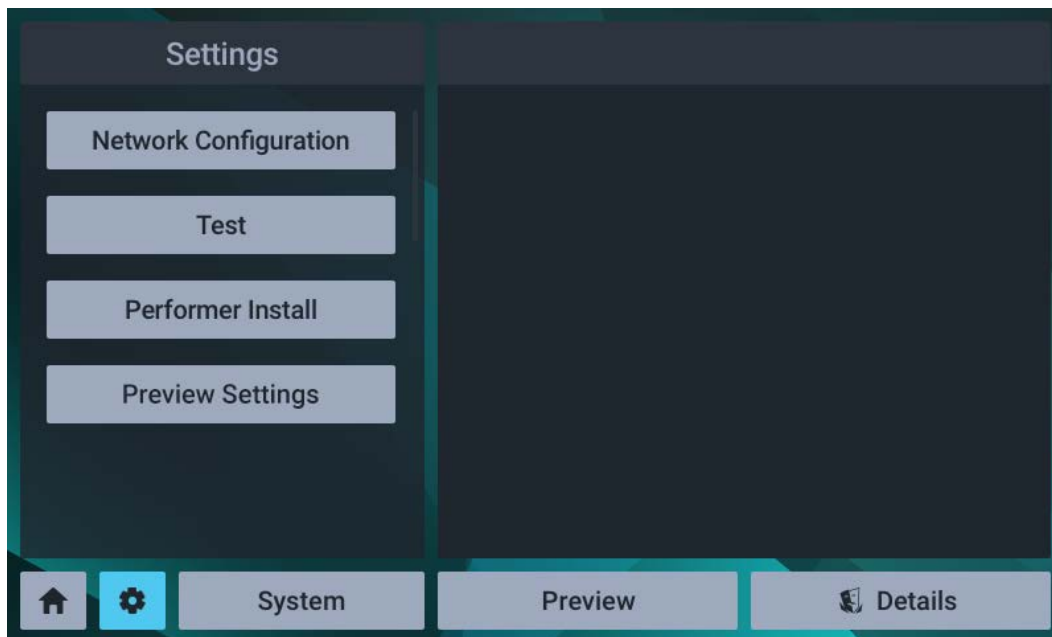 Settings
Network Configuration
Test
Performer Install
Preview Settings
System
Preview
Details